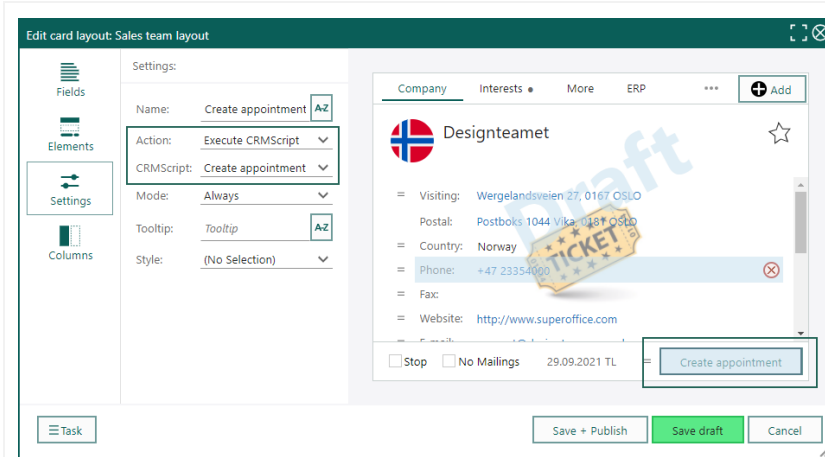 Edit card layout: Sales team layout
Fields
Elements
Settings
Columns
Settings:
Name: Create appointment A-Z
Action: Execute CRMScript
CRMScript: Create appointment
Mode: Always
Tooltip: Tooltip A-Z
Style: (No Selection)
Company Interests More ERP ••• Add
Designteamet
Draft
Visiting: Wergelandsveien 27, 0167 OSLO
Postal: Postboks 1044 Vika, 0181 OSLO
TICKET
Country: Norway
Phone: +47 23354000
Fax:
Website: http://www.superoffice.com
Stop No Mailings 29.09.2021 TL = Create appointment
Task Save + Publish Save draft Cancel